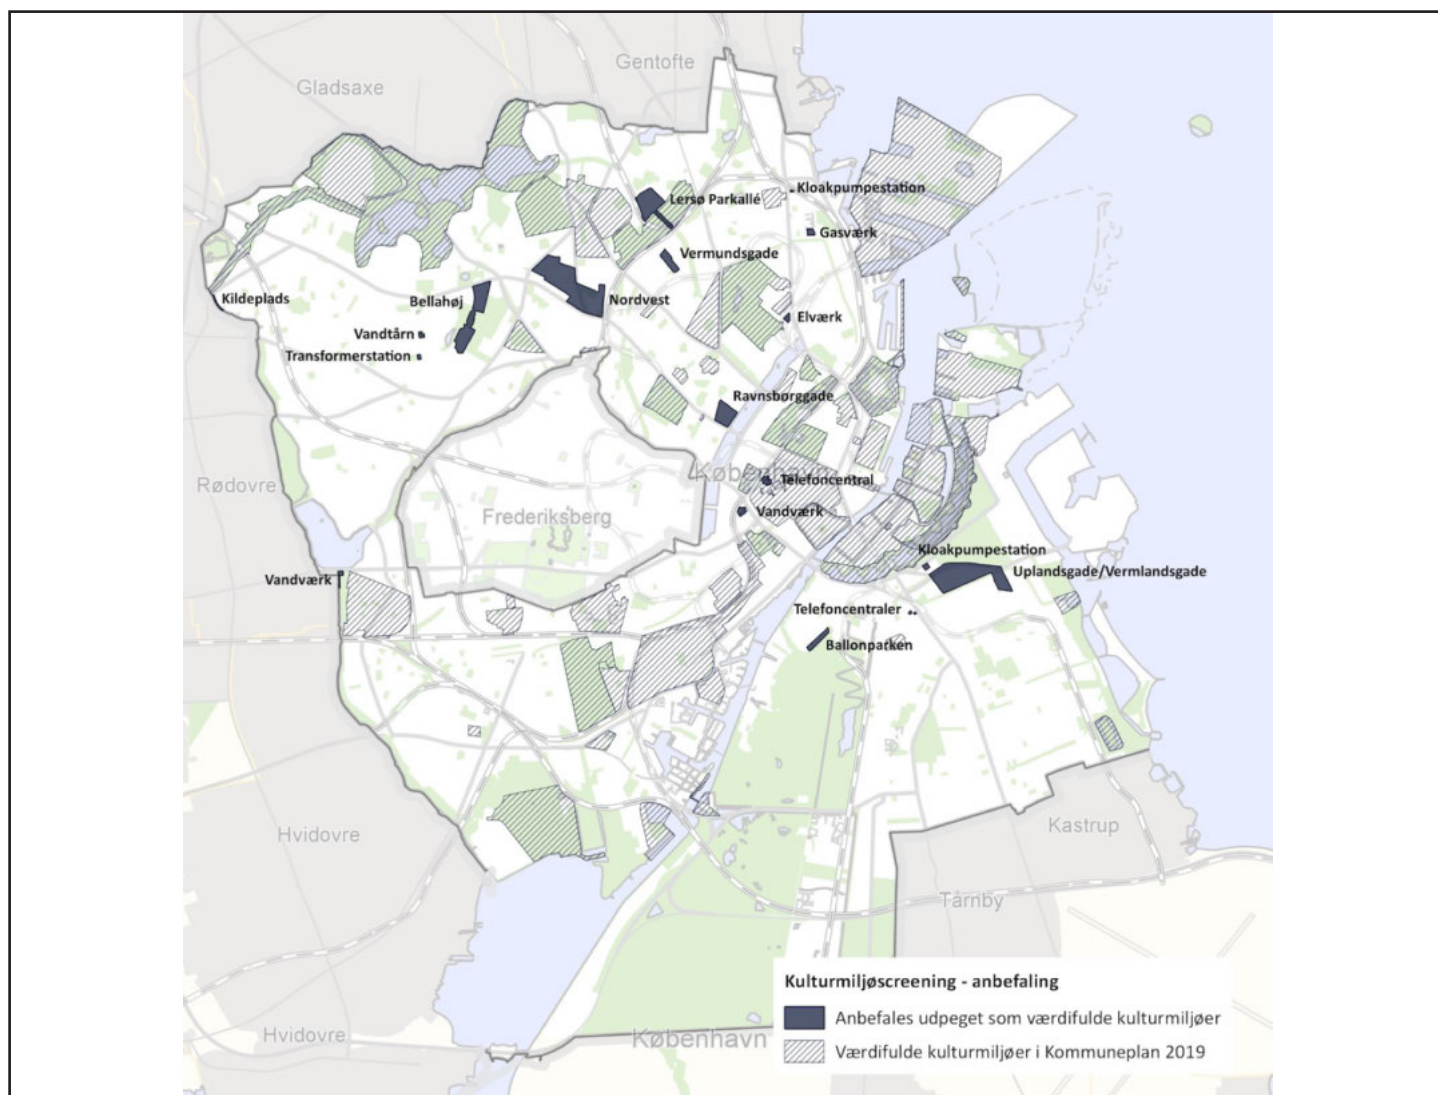 Gentofte
Gladsaxe
Kloakpumpestation
Lersø Parkallé
Gasværk
Vermundsgade
Kildeplads
Bellahøj
Nordvest
Elværk
Vandtårn
Transformerstation
Ravnsborggade
København
Telefoncentral
Rødovre
Frederiksberg
Vandværk
Kloakpumpestation
Vandværk
Uplandsgade/Vermlandsgade
Telefoncentraler
Ballonparken
Hvidovre
Kastrup
Tårnby
Kulturmiljøscreening - anbefaling
Anbefales udpeget som værdifulde kulturmiljøer
Værdifulde kulturmiljøer i Kommuneplan 2019
Hvidovre
København